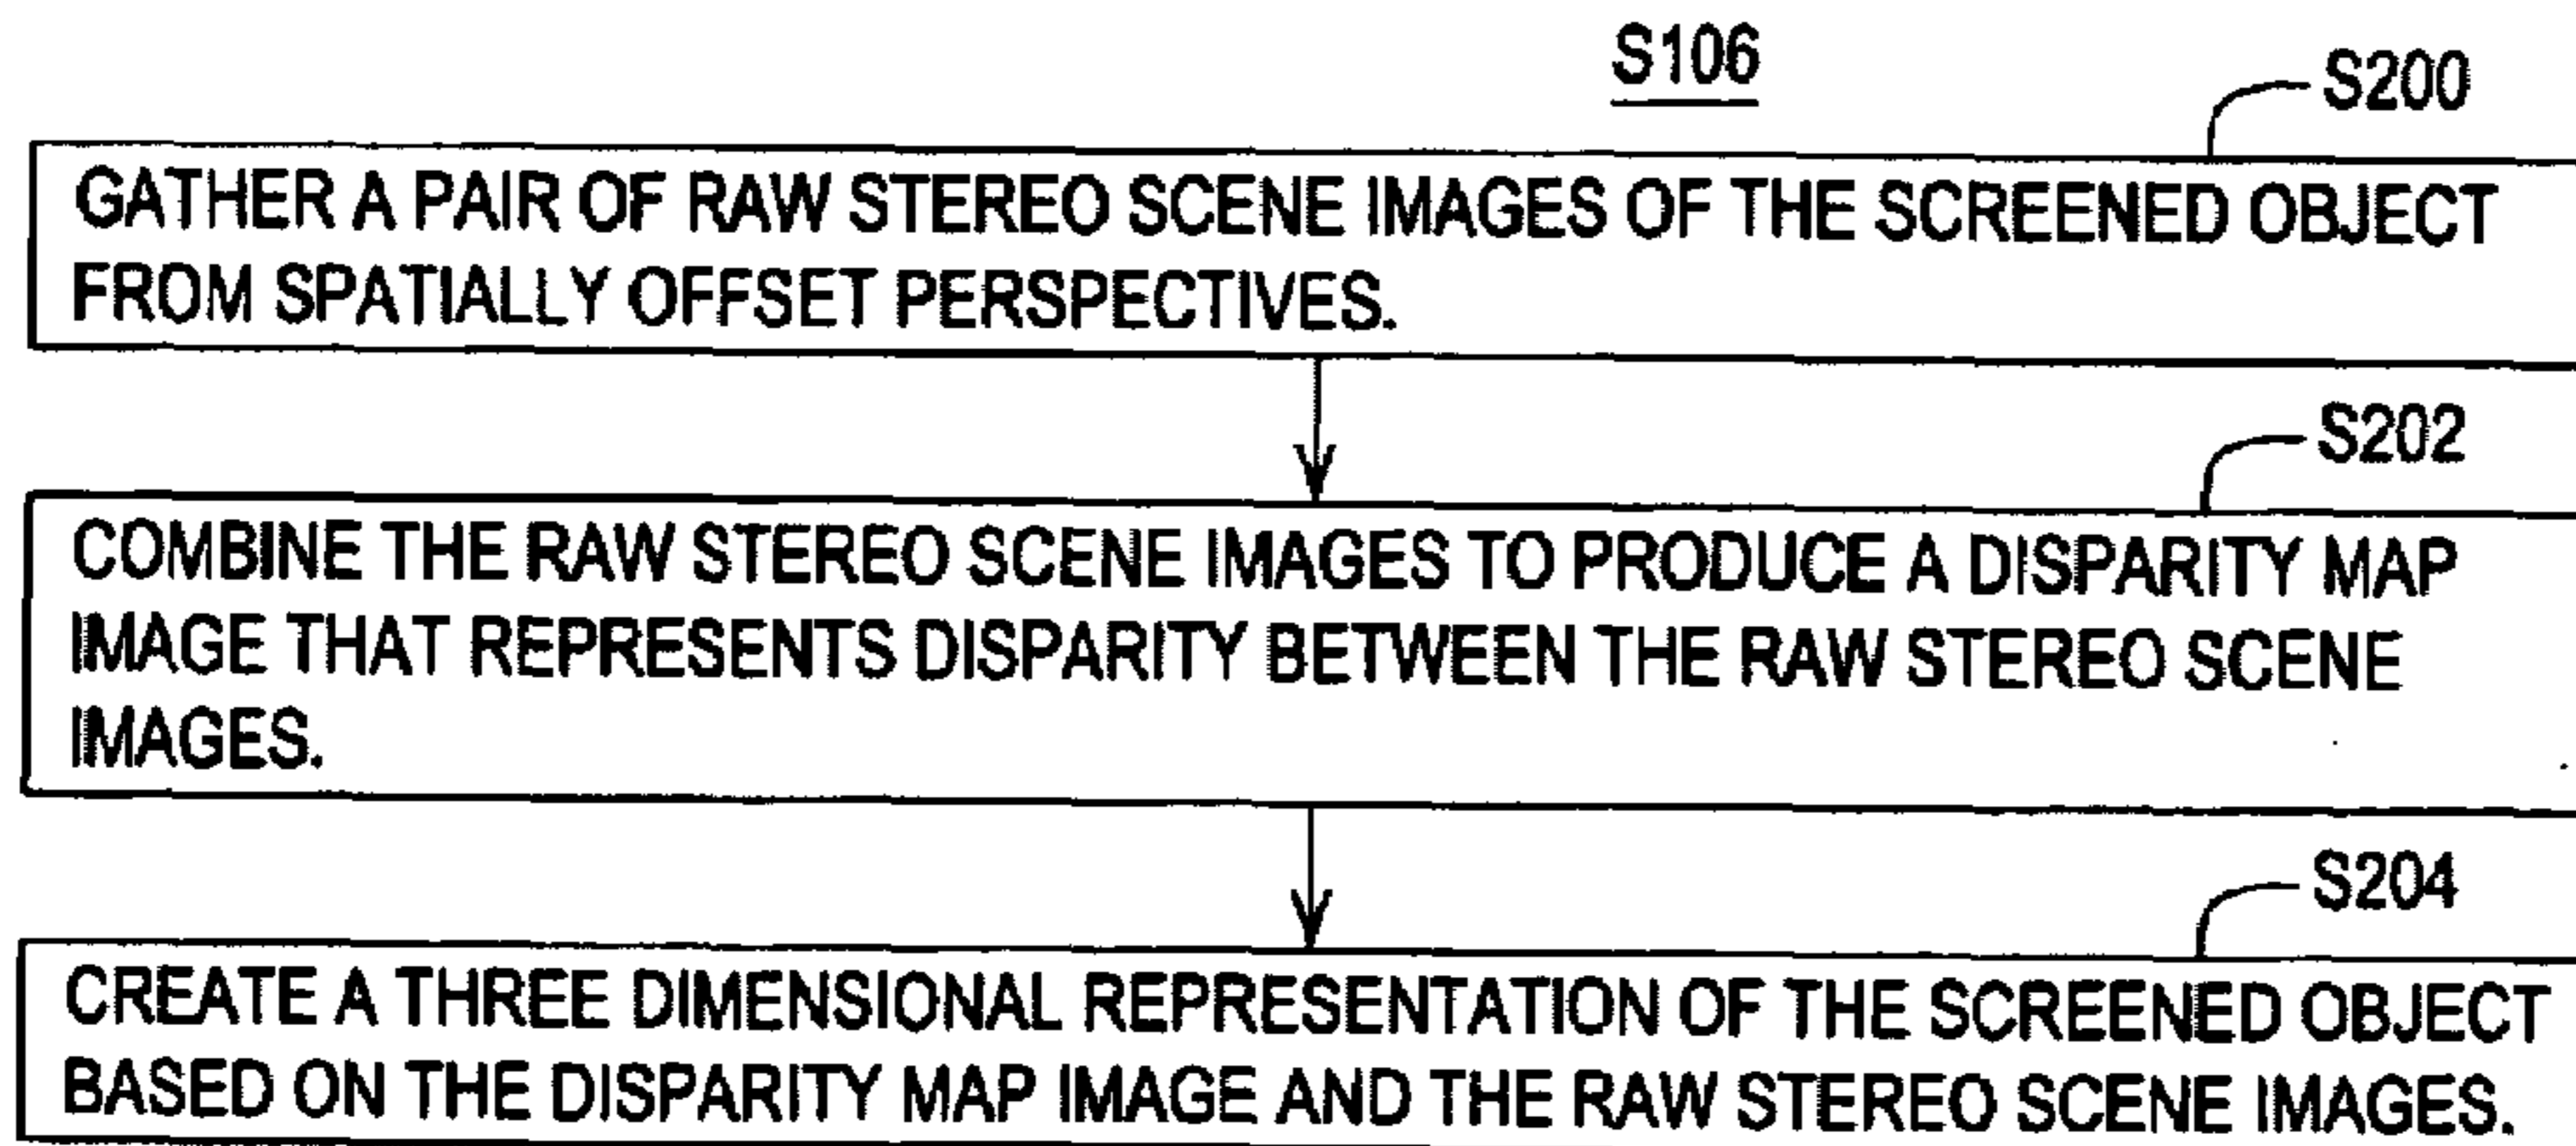 S106
S200
GATHER A PAIR OF RAW STEREO SCENE IMAGES OF THE SCREENED OBJECT
FROM SPATIALLY OFFSET PERSPECTIVES.
S202
COMBINE THE RAW STEREO SCENE IMAGES TO PRODUCE A DISPARITY MAP
IMAGE THAT REPRESENTS DISPARITY BETWEEN THE RAW STEREO SCENE
IMAGES.
S204
CREATE A THREE DIMENSIONAL REPRESENTATION OF THE SCREENED OBJECT
BASED ON THE DISPARITY MAP IMAGE AND THE RAW STEREO SCENE IMAGES.